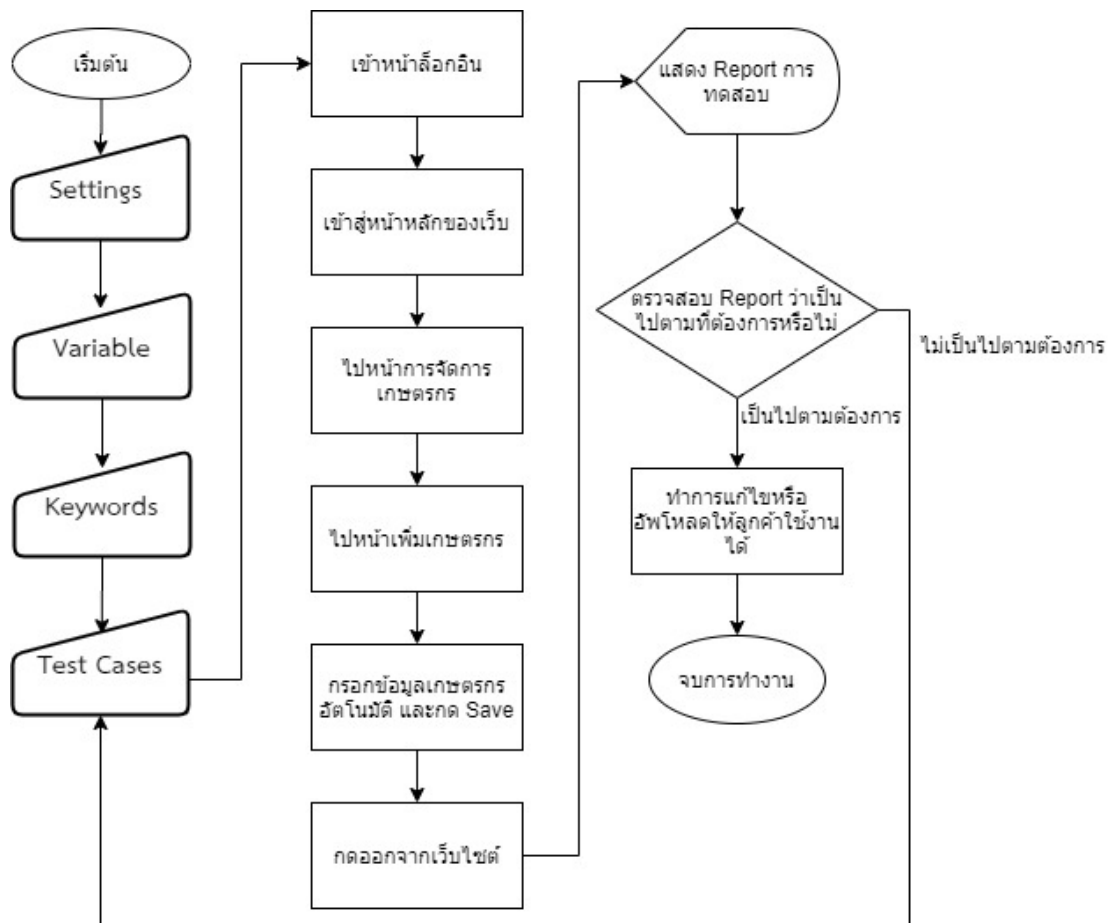 เริ่มต้น
Settings
Variable
Keywords
Test Cases
เข้าหน้าล็อกอิน
เข้าสู่หน้าหลักของเว็บ
ไปหน้าการจัดการ
เกษตรกร
ไปหน้าเพิ่มเกษตรกร
กรอกข้อมูลเกษตรกร
อัตโนมัติ และกด Save
กดออกจากเว็บไซต์
แสดง Report การ
ทดสอบ
ตรวจสอบ Report ว่าเป็น
ไปตามที่ต้องการหรือไม่
ไม่เป็นไปตามต้องการ
เป็นไปตามต้องการ
ทำการแก้ไขหรือ
อัพโหลดให้ลูกค้าใช้งาน
ได้
จบการทำงาน